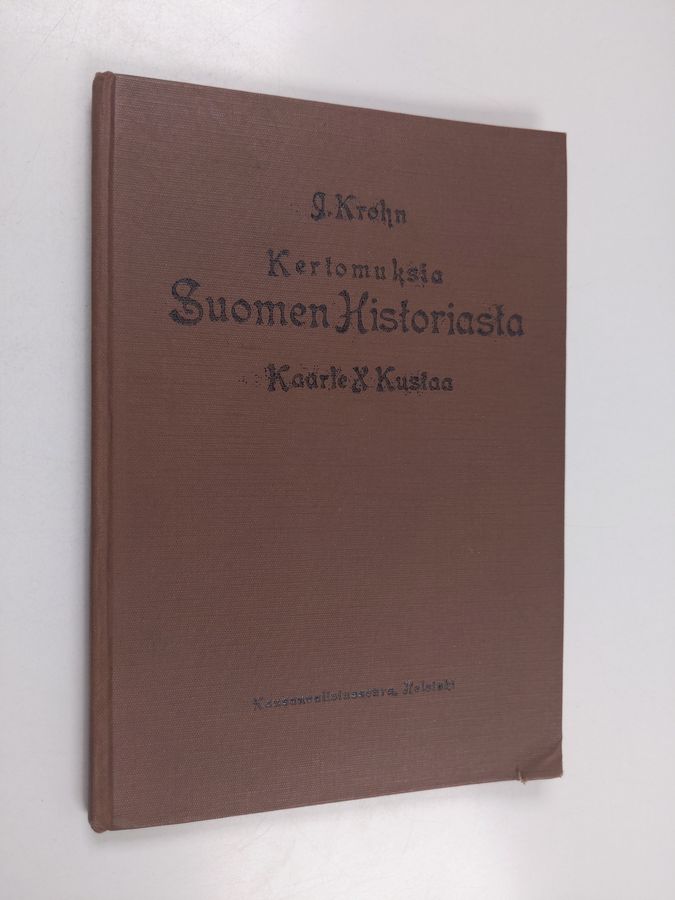 J. Krohn
Kertomuksia
Suomen Historiasta
Kaarle X Kustaa
Kansanvalistusseura, Helsinki